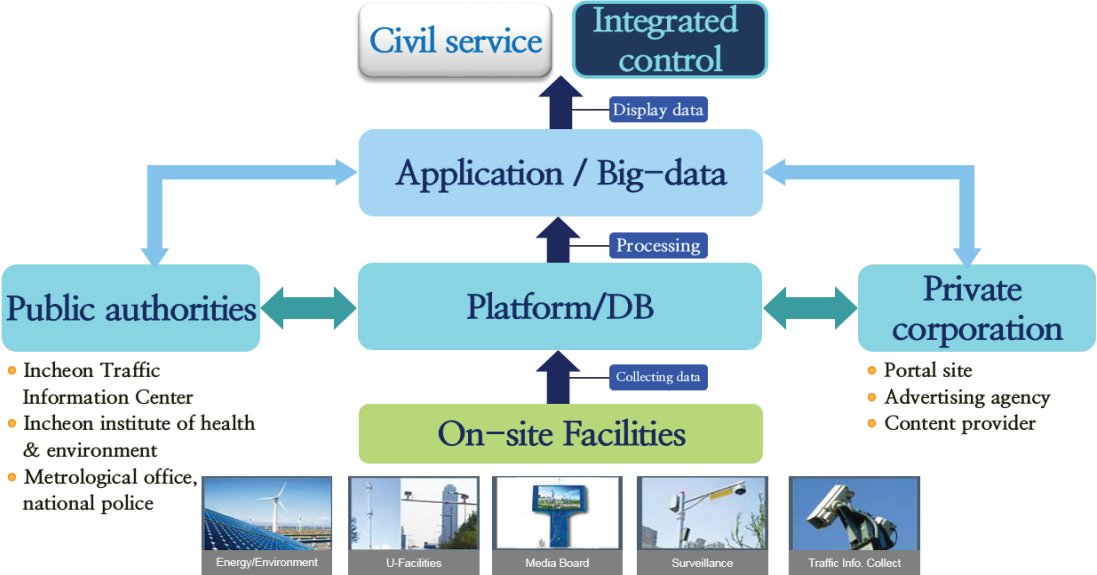 Civil service
Integrated
control
Display data
Application / Big-data
Processing
Public authorities
Platform/DB
Private
corporation
Incheon Traffic
Information Center
Incheon institute of health
& environment
Metrological office,
national police
Collecting data
Portal site
Advertising agency
Content provider
On-site Facilities
Energy/Environment
U-Facilities
Media Board
Surveillance
Traffic Info. Collect